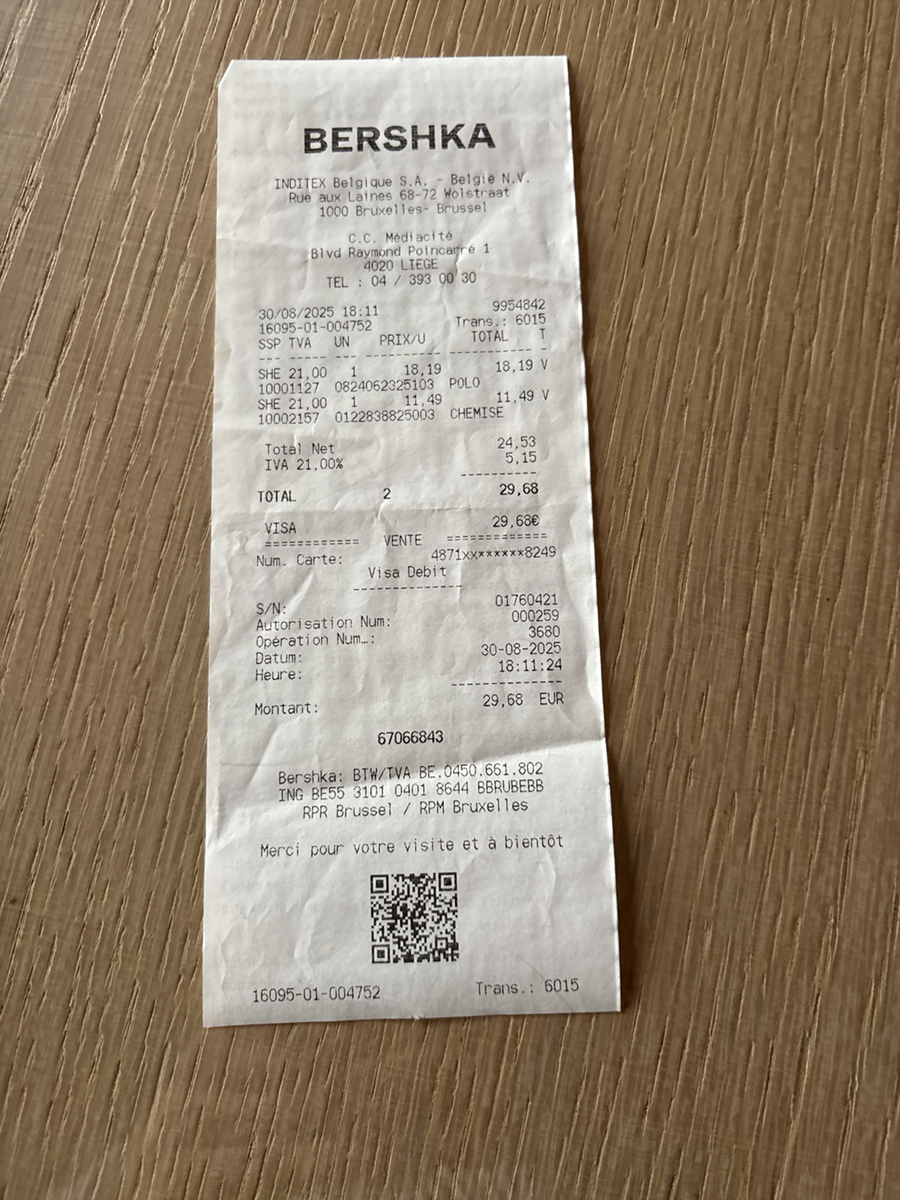 BERSHKA
INDITEX Belgique S.A. - België N.V.
Rue aux Laines 68-72 Wolstraat
1000 Bruxelles- Brussel
C.C. Médiacité
Blvd Raymond Poincarré 1
4020 LIEGE
TEL : 04 / 393 00 30
30/08/2025 18:11 9954842
16095-01-004752 Trans.: 6015
SSP TVA UN PRIX/U TOTAL T
--- ----- --- ---------- ----------- -
SHE 21,00 1 18,19 18,19 V
10001127 0824062325103 POLO
SHE 21,00 1 11,49 11,49 V
10002157 0122838825003 CHEMISE
Total Net 24,53
IVA 21,00% 5,15
----------
TOTAL 2 29,68
VISA 29,68€
============ VENTE =============
Num. Carte: 4871xx******8249
Visa Debit
-------------
S/N: 01760421
Autorisation Num: 000259
Opération Num…: 3680
Datum: 30-08-2025
Heure: 18:11:24
-------------
Montant: 29,68 EUR
67066843
Bershka: BTW/TVA BE.0450.661.802
ING BE55 3101 0401 8644 BBRUBEBB
RPR Brussel / RPM Bruxelles
Merci pour votre visite et à bientôt
16095-01-004752 Trans.: 6015